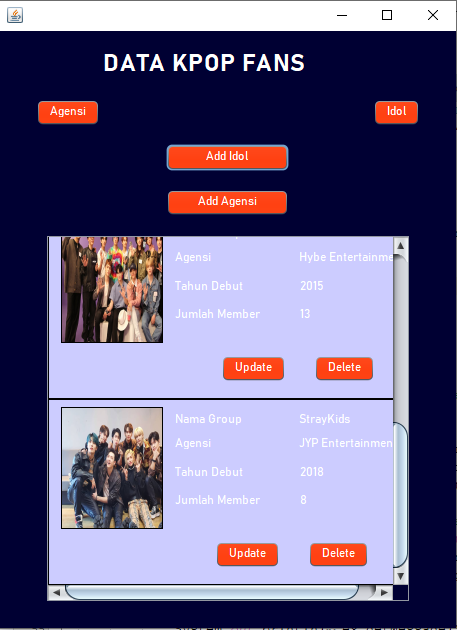 DATA KPOP FANS
Agensi
Idol
Add Idol
Add Agensi
Agensi Hybe Entertainme
Tahun Debut 2015
Jumlah Member 13
Update Delete
Nama Group StrayKids
Agensi JYP Entertainmen
Tahun Debut 2018
Jumlah Member 8
Update Delete